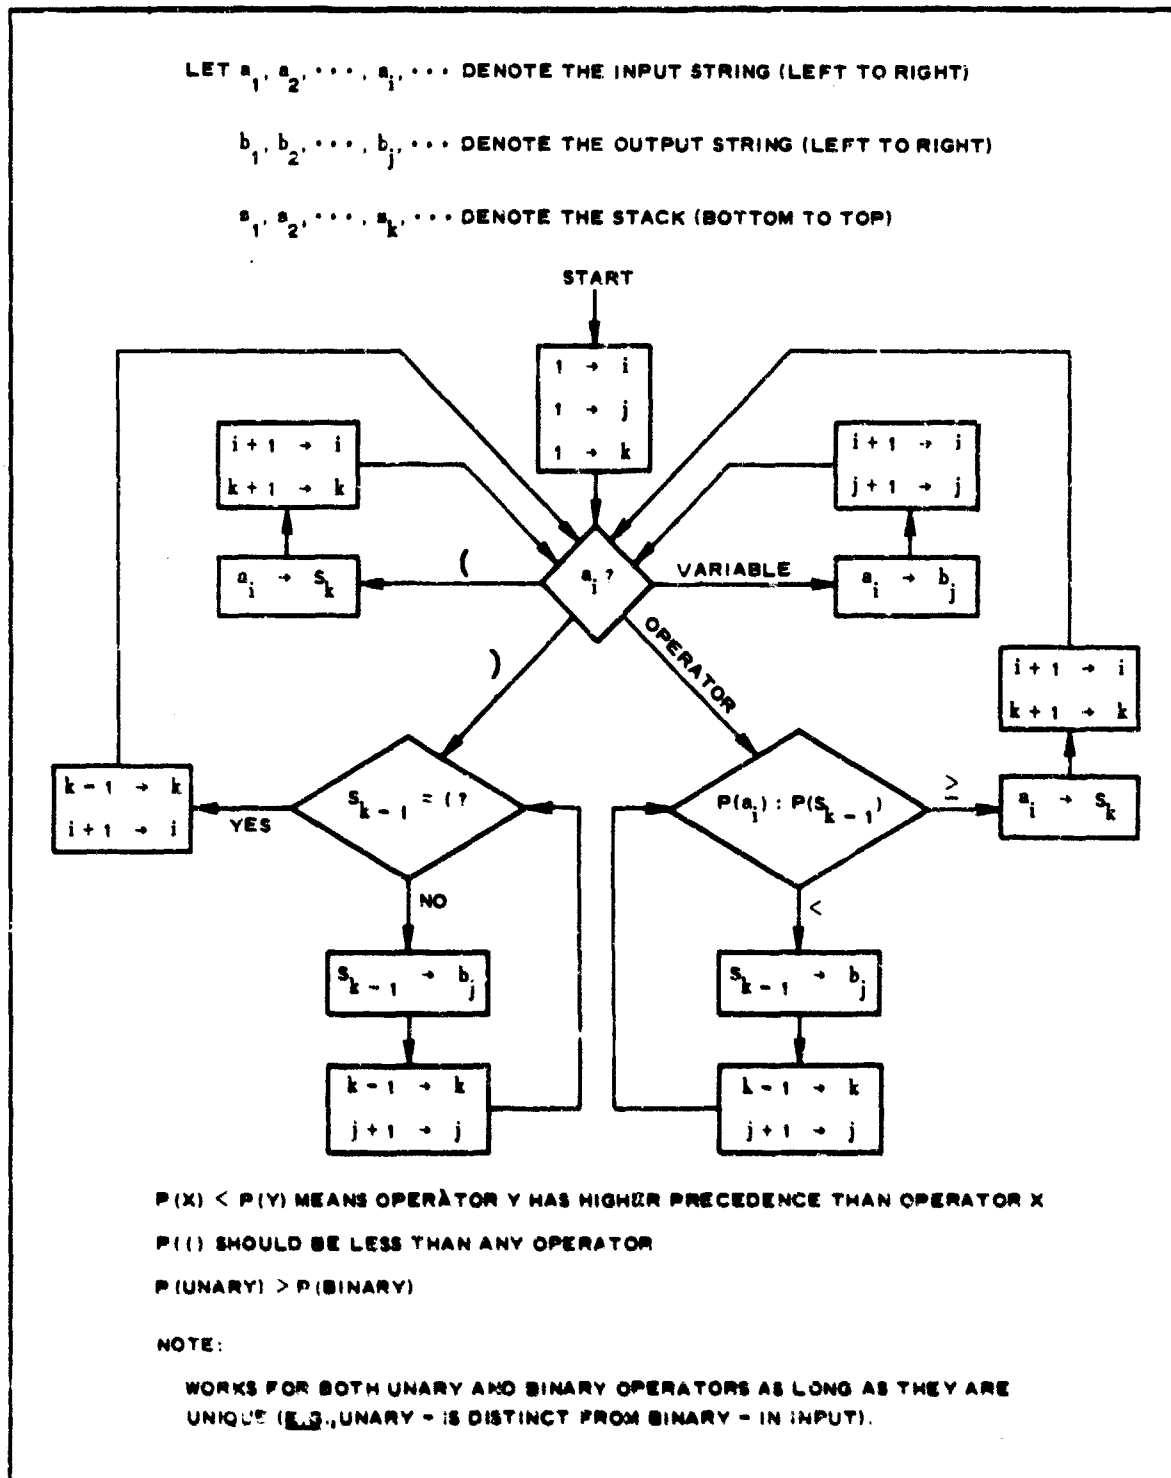 LET a1, a2, ..., ai, ... DENOTE THE INPUT STRING (LEFT TO RIGHT)
b1, b2, ..., bj, ... DENOTE THE OUTPUT STRING (LEFT TO RIGHT)
s1, s2, ..., sk, ... DENOTE THE STACK (BOTTOM TO TOP)
START
1 → i
1 → j
1 → k
i + 1 → i
k + 1 → k
i + 1 → i
j + 1 → j
ai → Sk
(
ai ?
VARIABLE
ai → bj
)
OPERATOR
i + 1 → i
k + 1 → k
k - 1 → k
i + 1 → i
YES
Sk - 1 = ( ?
P(ai) : P(Sk - 1)
≥
ai → Sk
NO
<
Sk - 1 → bj
Sk - 1 → bj
k - 1 → k
j + 1 → j
k - 1 → k
j + 1 → j
P(X) < P(Y) MEANS OPERATOR Y HAS HIGHER PRECEDENCE THAN OPERATOR X
P(() SHOULD BE LESS THAN ANY OPERATOR
P(UNARY) > P(BINARY)
NOTE:
WORKS FOR BOTH UNARY AND BINARY OPERATORS AS LONG AS THEY ARE
UNIQUE (E.G., UNARY - IS DISTINCT FROM BINARY - IN INPUT).